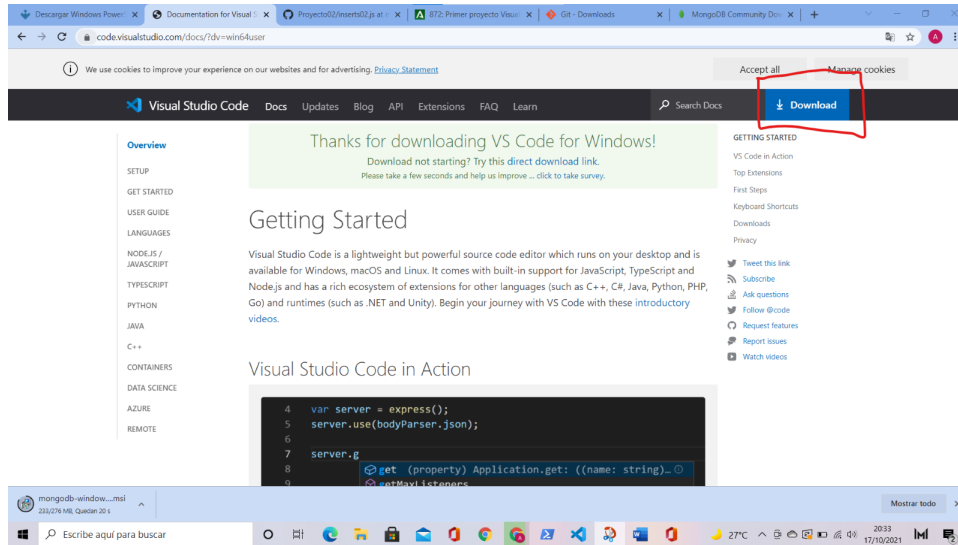 Descargar Windows Power
Documentation for Visual S
Proyecto02/inserts02.js at
872: Primer proyecto Visua
Git - Downloads
MongoDB Community Dow
code.visualstudio.com/docs/?dv=win64user
A
We use cookies to improve your experience on our websites and for advertising. Privacy Statement
Accept all
Manage cookies
Visual Studio Code
Docs
Updates
Blog
API
Extensions
FAQ
Learn
Search Docs
Download
Overview
SETUP
GET STARTED
USER GUIDE
LANGUAGES
NODE.JS /
JAVASCRIPT
TYPESCRIPT
PYTHON
JAVA
C++
CONTAINERS
DATA SCIENCE
AZURE
REMOTE
Thanks for downloading VS Code for Windows!
Download not starting? Try this direct download link.
Please take a few seconds and help us improve ... click to take survey.
Getting Started
Visual Studio Code is a lightweight but powerful source code editor which runs on your desktop and is
available for Windows, macOS and Linux. It comes with built-in support for JavaScript, TypeScript and
Node.js and has a rich ecosystem of extensions for other languages (such as C++, C#, Java, Python, PHP,
Go) and runtimes (such as .NET and Unity). Begin your journey with VS Code with these introductory
videos.
Visual Studio Code in Action
4 var server = express();
5 server.use(bodyParser.json);
6
7 server.g
8 get (property) Application.get: ((name: string)…
9 getMaxListeners
GETTING STARTED
VS Code in Action
Top Extensions
First Steps
Keyboard Shortcuts
Downloads
Privacy
Tweet this link
Subscribe
Ask questions
Follow @code
Request features
Report issues
Watch videos
mongodb-window....msi
233/276 MB, Quedan 20 s
Mostrar todo
Escribe aquí para buscar
27°C
20:33
17/10/2021
2